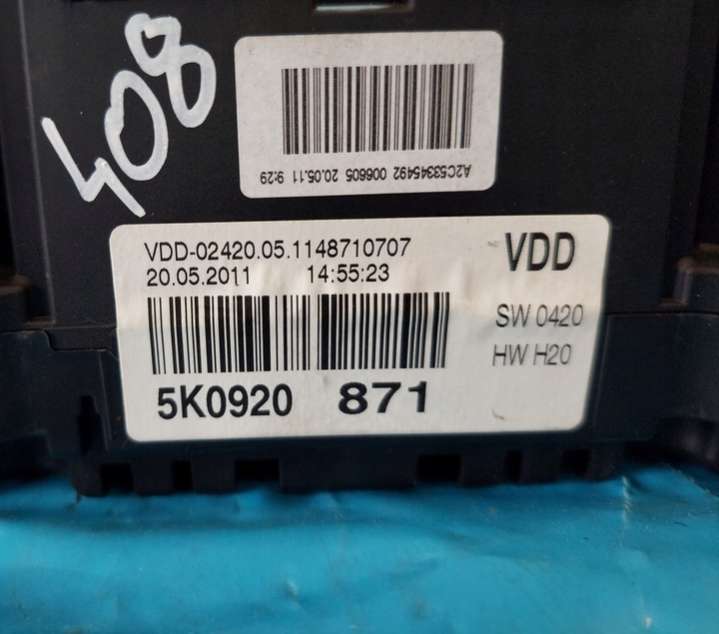 408
A2C53345492 006605 20.05.11 9:29
VDD-02420.05.1148710707
VDD
20.05.2011 14:55:23
SW 0420
HW H20
5K0920 871